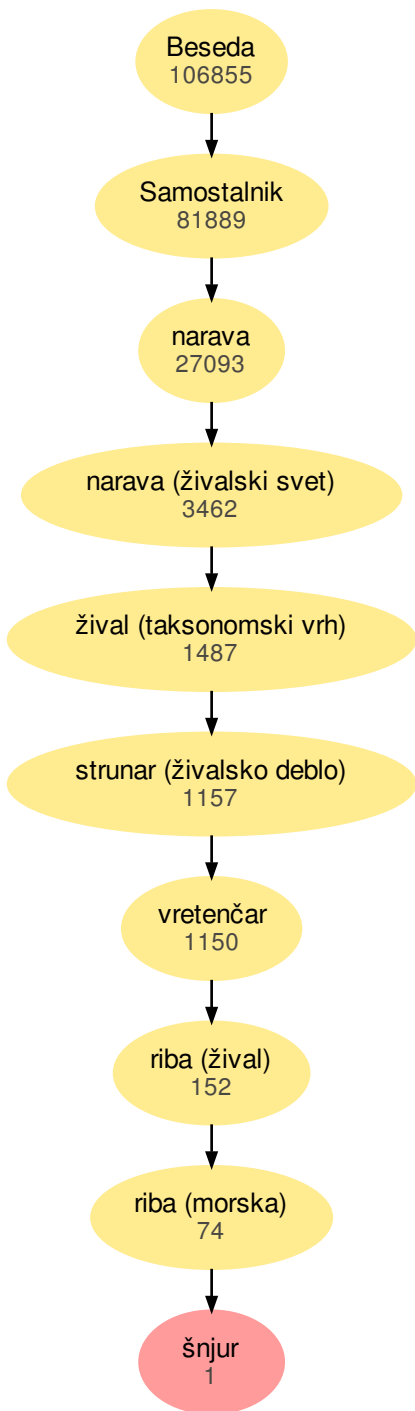 Beseda
106855
Samostalnik
81889
narava
27093
narava (živalski svet)
3462
žival (taksonomski vrh)
1487
strunar (živalsko deblo)
1157
vretenčar
1150
riba (žival)
152
riba (morska)
74
šnjur
1